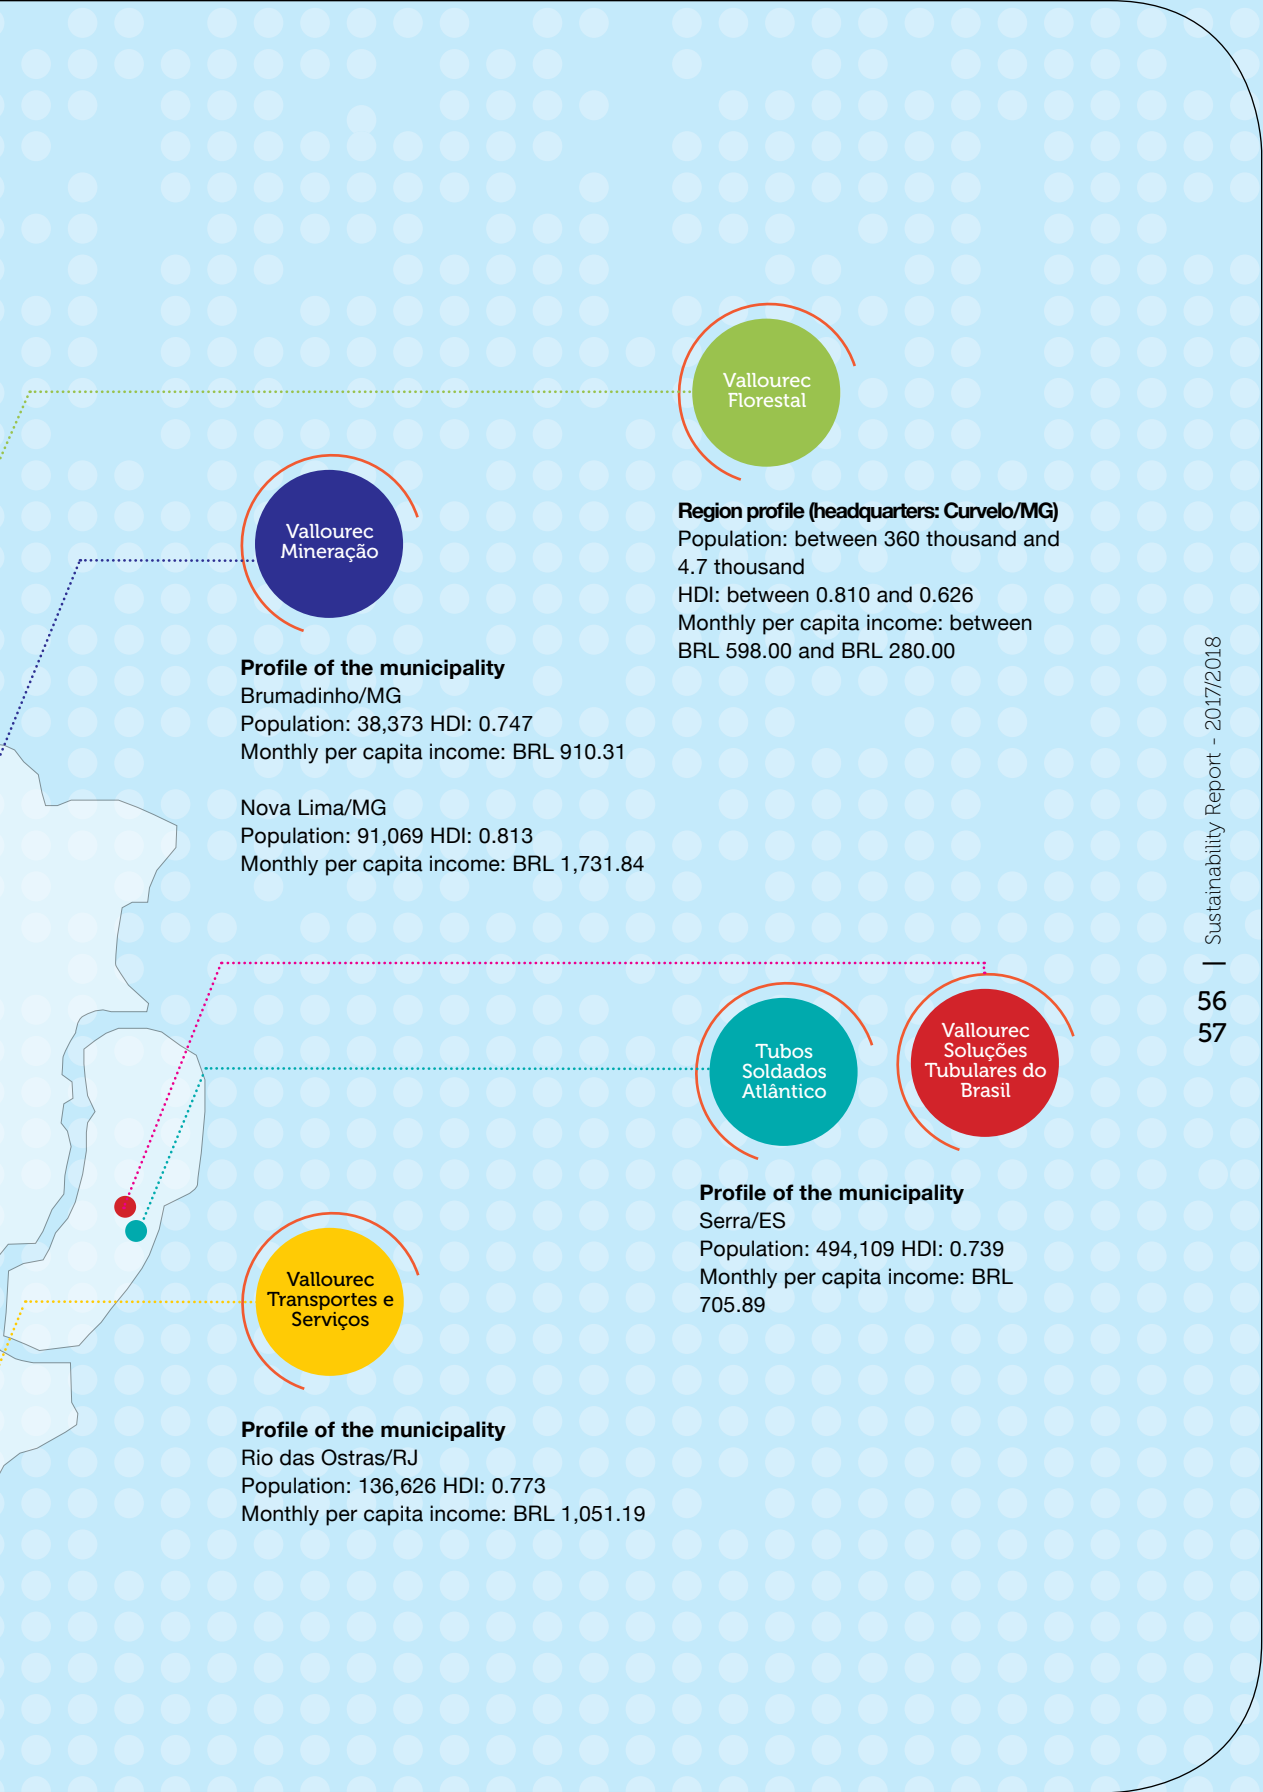 Vallourec
Florestal
Region profile (headquarters: Curvelo/MG)
Population: between 360 thousand and
4.7 thousand
HDI: between 0.810 and 0.626
Monthly per capita income: between
BRL 598.00 and BRL 280.00
Vallourec
Mineração
Profile of the municipality
Brumadinho/MG
Population: 38,373 HDI: 0.747
Monthly per capita income: BRL 910.31
Nova Lima/MG
Population: 91,069 HDI: 0.813
Monthly per capita income: BRL 1,731.84
Tubos
Soldados
Atlântico
Vallourec
Soluções
Tubulares do
Brasil
Profile of the municipality
Serra/ES
Population: 494,109 HDI: 0.739
Monthly per capita income: BRL
705.89
Vallourec
Transportes e
Serviços
Profile of the municipality
Rio das Ostras/RJ
Population: 136,626 HDI: 0.773
Monthly per capita income: BRL 1,051.19
Sustainability Report - 2017/2018
56
57